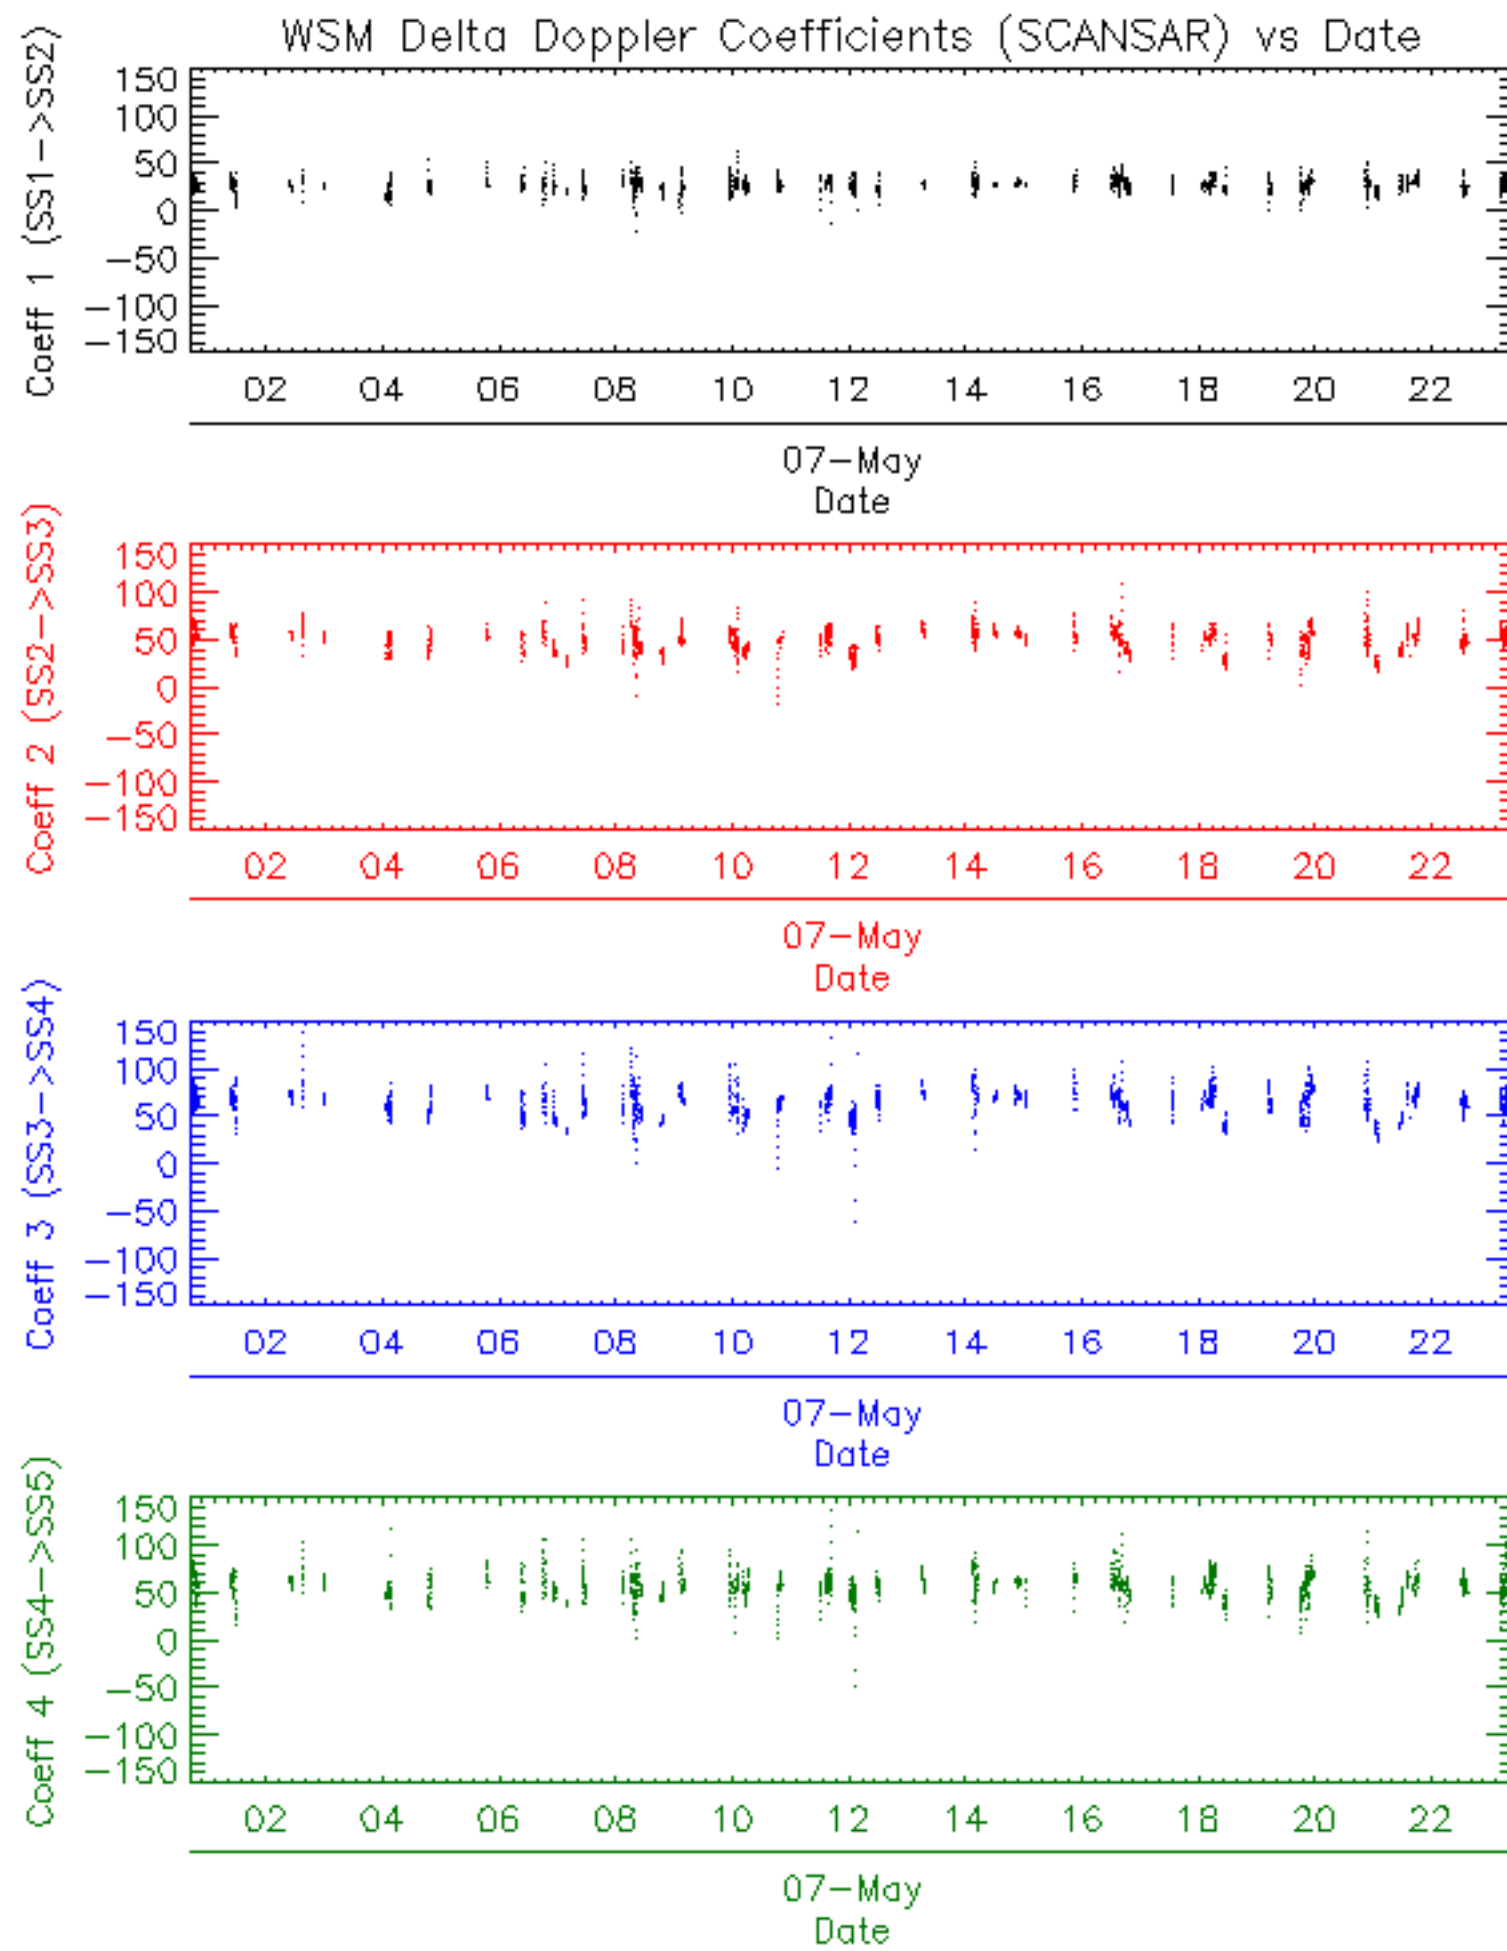 WSM Delta Doppler Coefficients (SCANSAR) vs Date
Coeff 1 (SS1->SS2)
150
100
50
0
-50
-100
-150
02 04 06 08 10 12 14 16 18 20 22
07-May
Date
Coeff 2 (SS2->SS3)
150
100
50
0
-50
-100
-150
02 04 06 08 10 12 14 16 18 20 22
07-May
Date
Coeff 3 (SS3->SS4)
150
100
50
0
-50
-100
-150
02 04 06 08 10 12 14 16 18 20 22
07-May
Date
Coeff 4 (SS4->SS5)
150
100
50
0
-50
-100
-150
02 04 06 08 10 12 14 16 18 20 22
07-May
Date